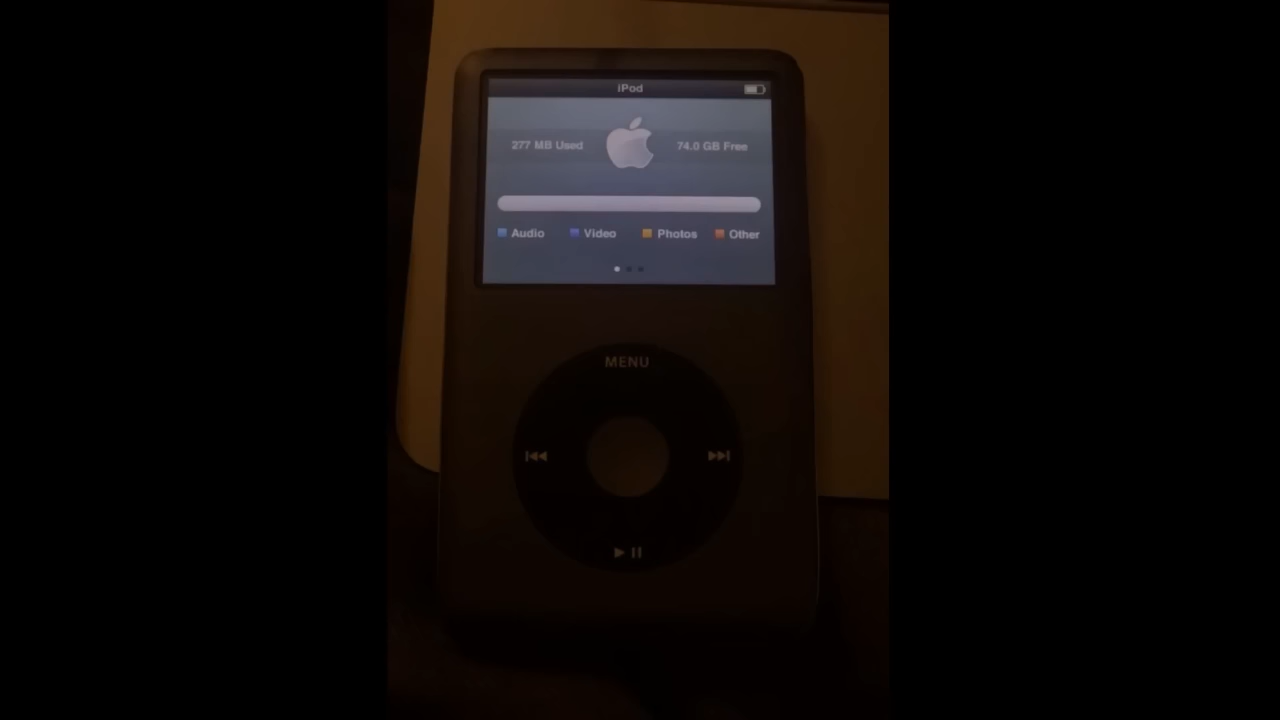 iPod
277 MB Used
74.0 GB Free
Audio
Video
Photos
Other
MENU